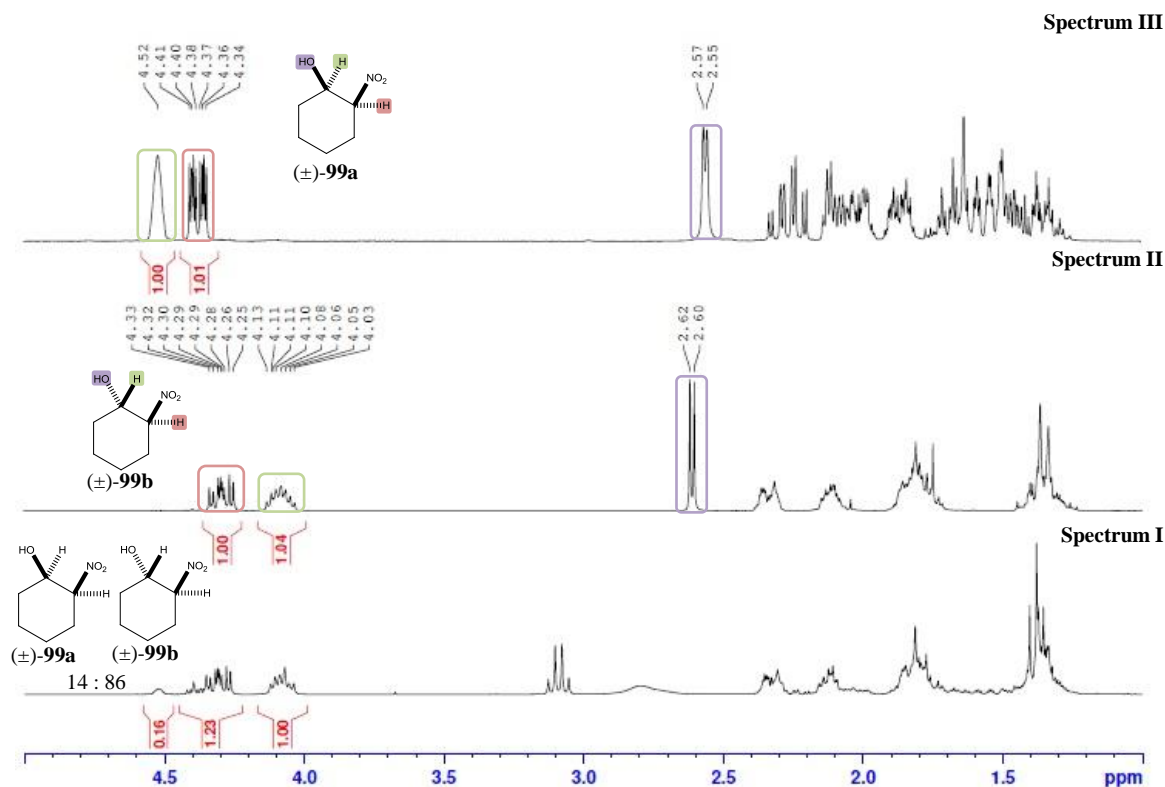 Spectrum III
4.52
4.41
4.40
4.38
4.37
4.36
4.34
2.57
2.55
HO H
NO2
H
(±)-99a
1.00
1.01
Spectrum II
4.33
4.32
4.30
4.29
4.29
4.28
4.26
4.25
4.13
4.11
4.11
4.10
4.08
4.06
4.05
4.03
2.62
2.60
HO H
NO2
H
(±)-99b
1.00
1.04
Spectrum I
HO H HO H
NO2 NO2
H H
(±)-99a (±)-99b
14 : 86
0.16
1.23
1.00
4.5 4.0 3.5 3.0 2.5 2.0 1.5 ppm